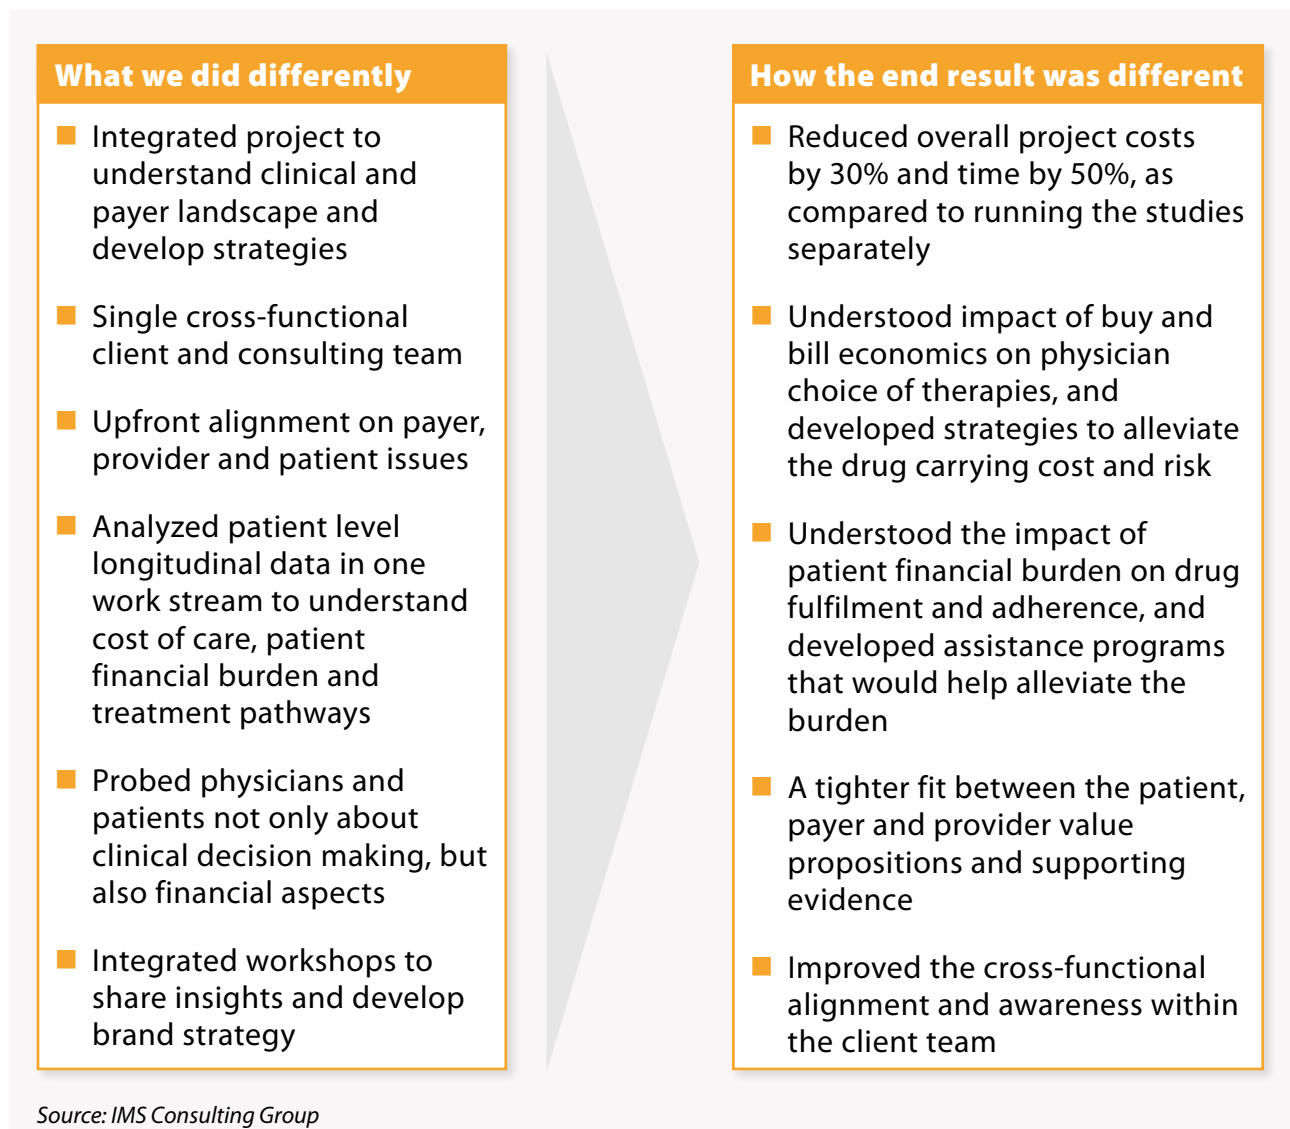 What we did differently
■ Integrated project to
understand clinical and
payer landscape and
develop strategies
■ Single cross-functional
client and consulting team
■ Upfront alignment on payer,
provider and patient issues
■ Analyzed patient level
longitudinal data in one
work stream to understand
cost of care, patient
financial burden and
treatment pathways
■ Probed physicians and
patients not only about
clinical decision making, but
also financial aspects
■ Integrated workshops to
share insights and develop
brand strategy
How the end result was different
■ Reduced overall project costs
by 30% and time by 50%, as
compared to running the studies
separately
■ Understood impact of buy and
bill economics on physician
choice of therapies, and
developed strategies to alleviate
the drug carrying cost and risk
■ Understood the impact of
patient financial burden on drug
fulfilment and adherence, and
developed assistance programs
that would help alleviate the
burden
■ A tighter fit between the patient,
payer and provider value
propositions and supporting
evidence
■ Improved the cross-functional
alignment and awareness within
the client team
Source: IMS Consulting Group